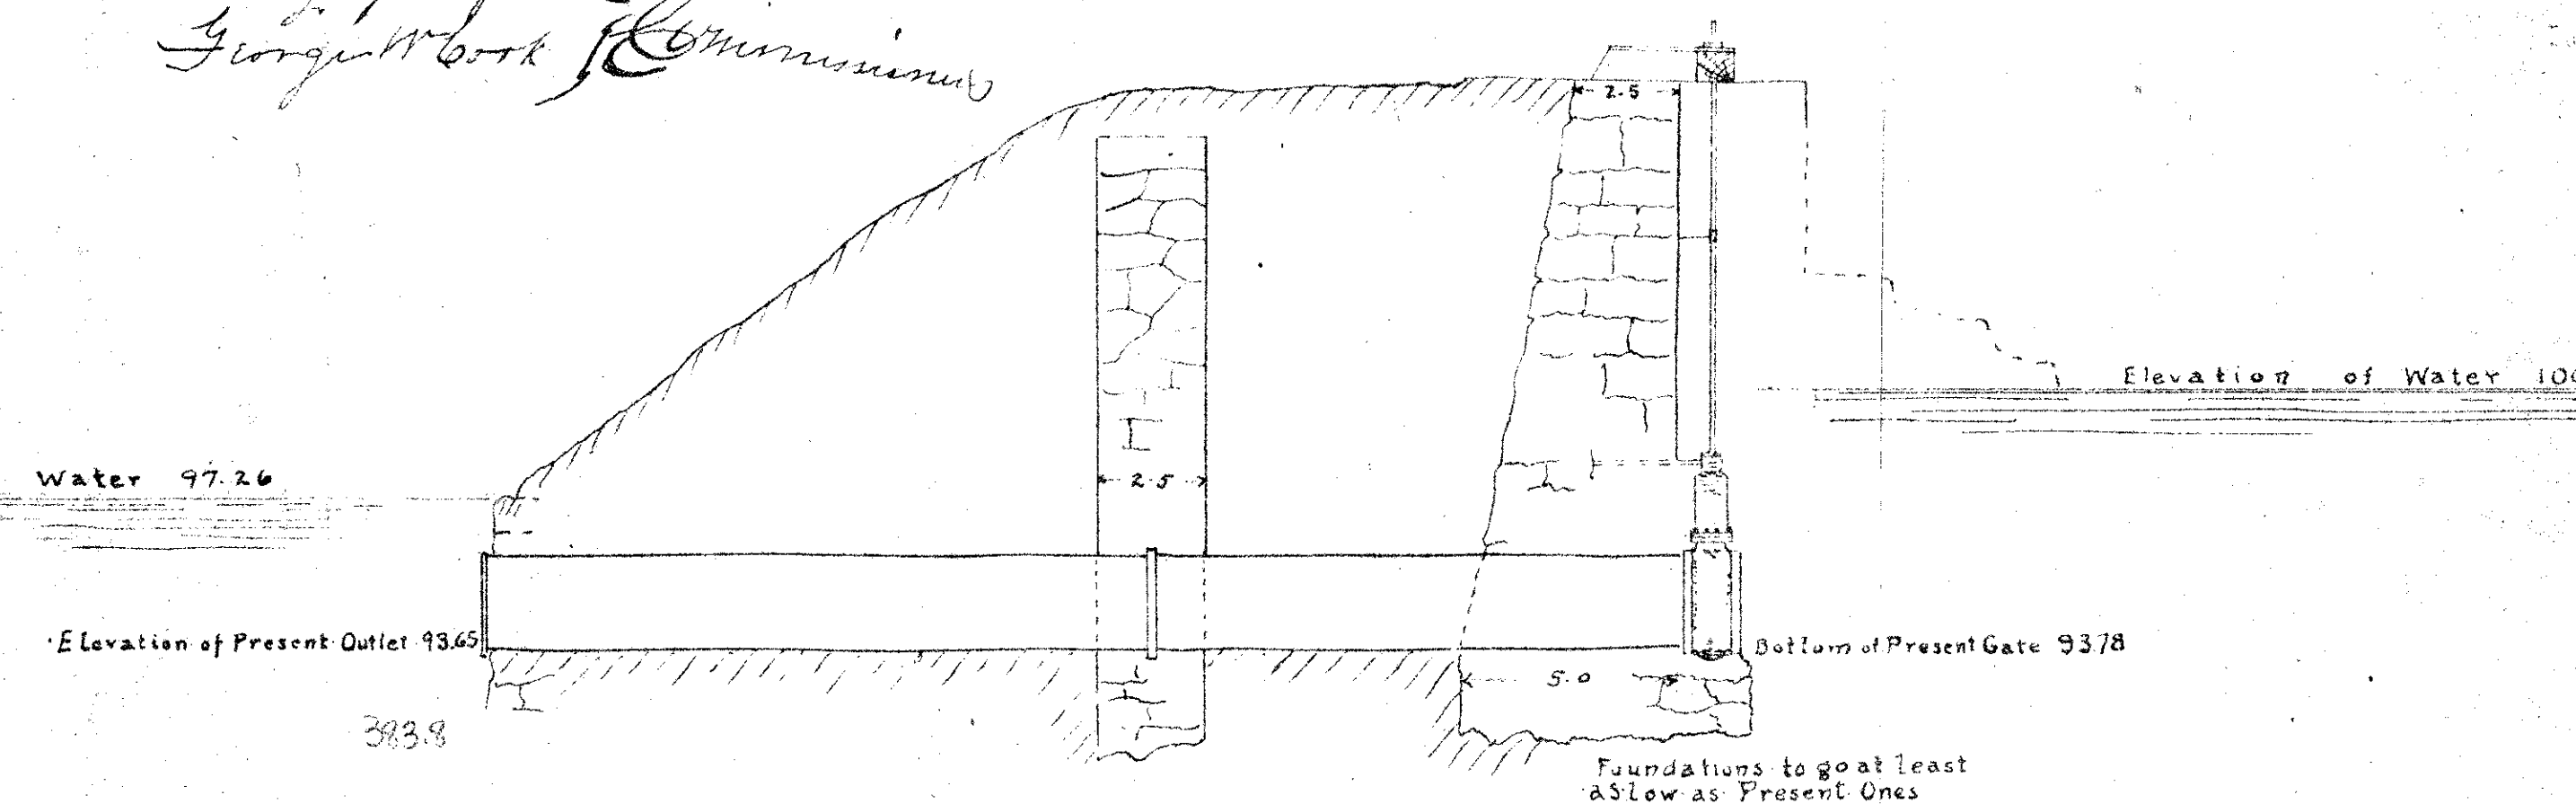 George W Cook Commissioner
2.5
Elevation of Water 100
Water 97.26
2.5
Elevation of Present Outlet 93.65
Bottom of Present Gate 93.78
5.0
383.8
Foundations to go at least
as low as Present Ones